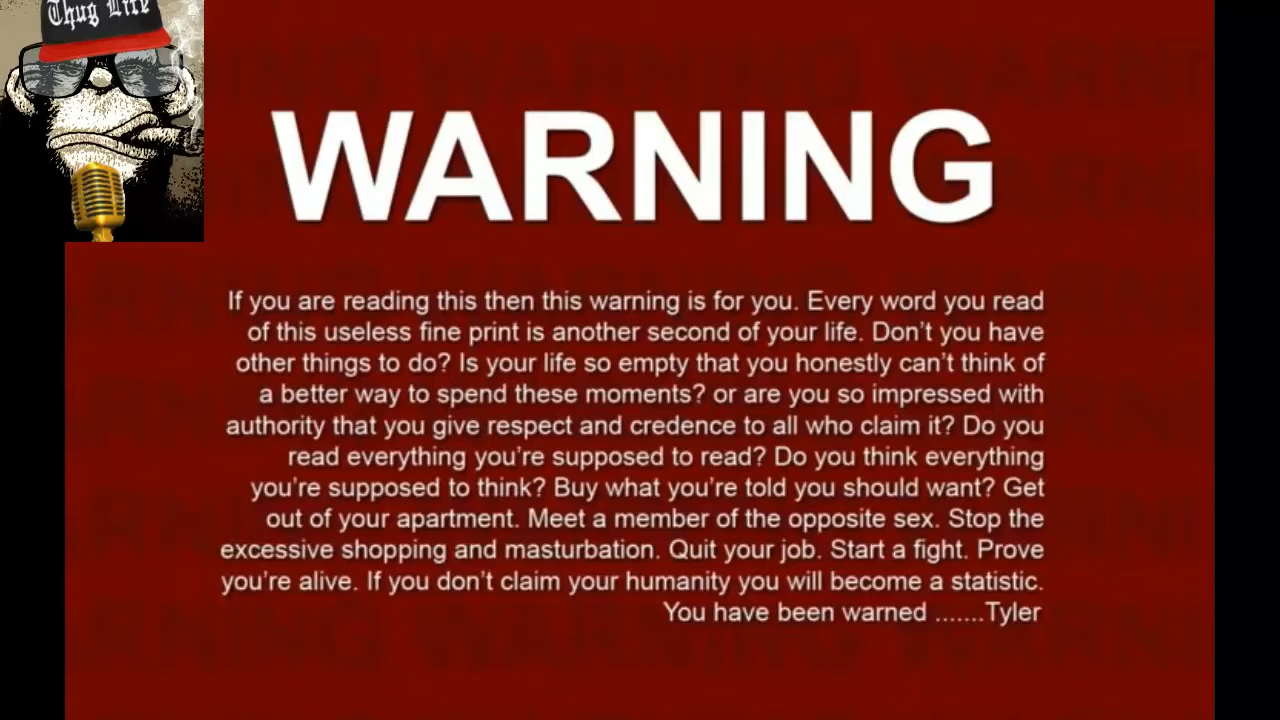 Thug Life
WARNING
If you are reading this then this warning is for you. Every word you read
of this useless fine print is another second of your life. Don’t you have
other things to do? Is your life so empty that you honestly can’t think of
a better way to spend these moments? or are you so impressed with
authority that you give respect and credence to all who claim it? Do you
read everything you’re supposed to read? Do you think everything
you’re supposed to think? Buy what you’re told you should want? Get
out of your apartment. Meet a member of the opposite sex. Stop the
excessive shopping and masturbation. Quit your job. Start a fight. Prove
you’re alive. If you don’t claim your humanity you will become a statistic.
You have been warned .......Tyler